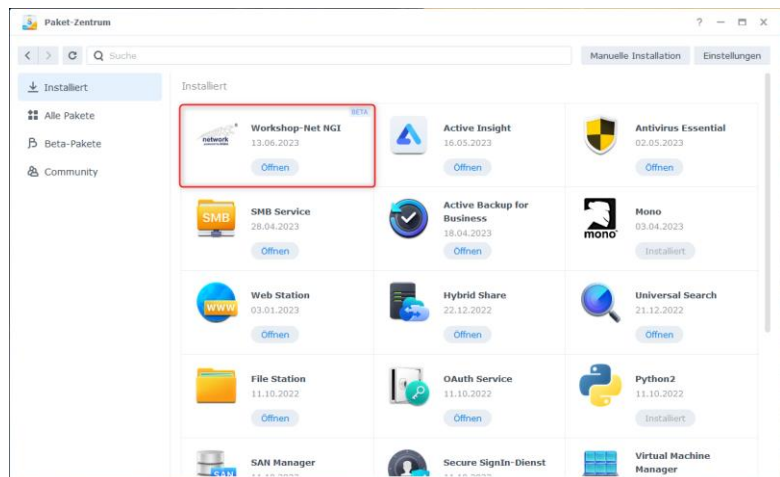 Paket-Zentrum
Suche
Manuelle Installation
Einstellungen
Installiert
Alle Pakete
Beta-Pakete
Community
Installiert
BETA
network
Workshop-Net NGI
13.06.2023
Öffnen
Active Insight
16.05.2023
Öffnen
Antivirus Essential
02.05.2023
Öffnen
SMB
SMB Service
28.04.2023
Öffnen
Active Backup for
Business
18.04.2023
Öffnen
mono
Mono
03.04.2023
Installiert
WWW
Web Station
03.01.2023
Öffnen
Hybrid Share
22.12.2022
Öffnen
Universal Search
21.12.2022
Öffnen
File Station
11.10.2022
Öffnen
OAuth Service
11.10.2022
Öffnen
Python2
11.10.2022
Installiert
SAN
SAN Manager
Secure SignIn-Dienst
Virtual Machine
Manager